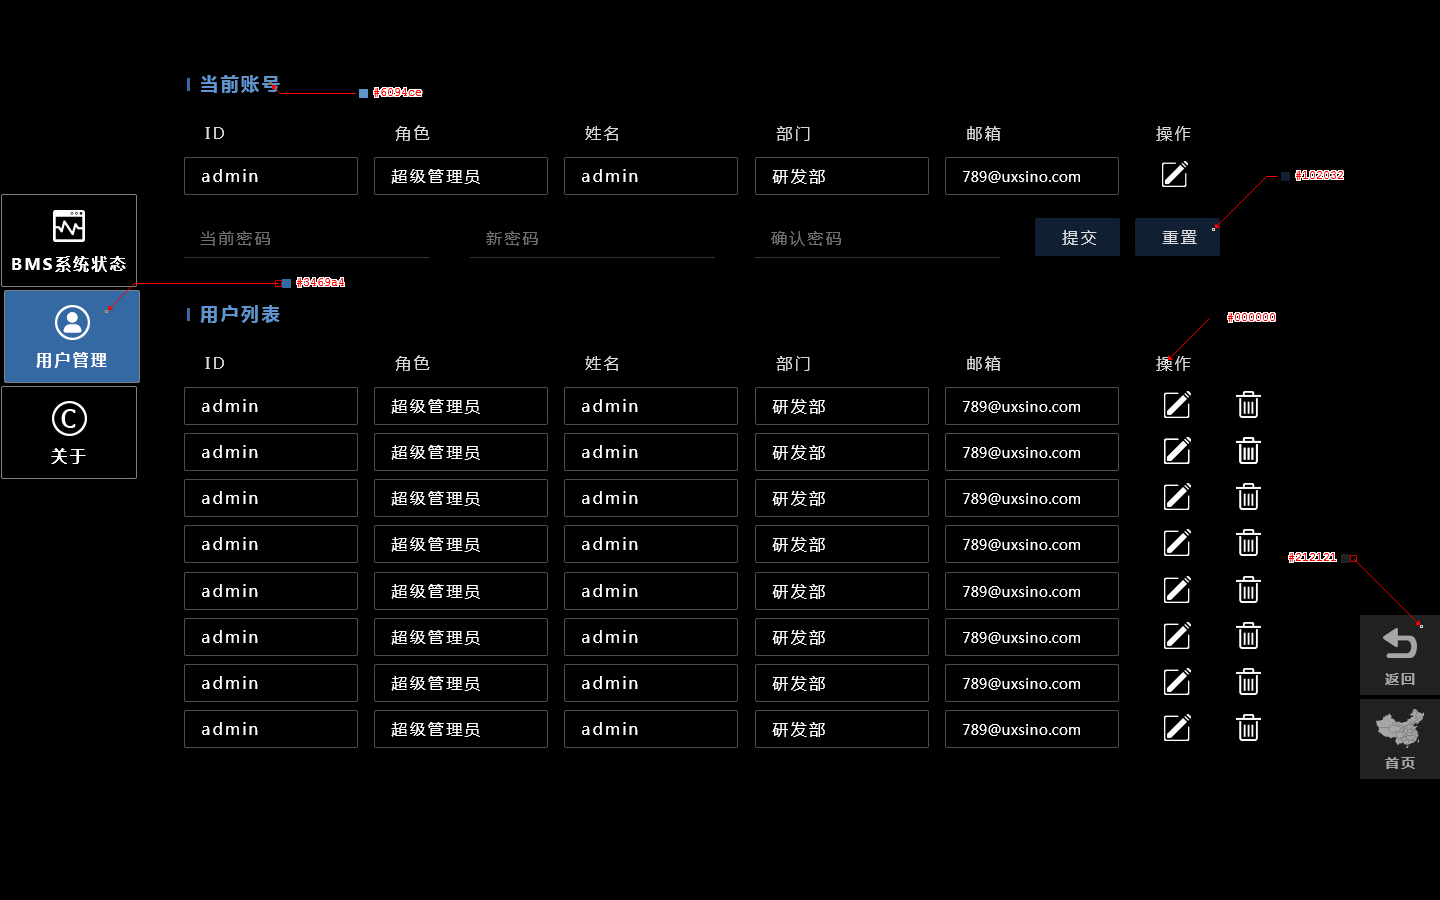 当前账号
#6094ce
ID 角色 姓名 部门 邮箱 操作
admin 超级管理员 admin 研发部 789@uxsino.com
#102032
当前密码 新密码 确认密码 提交 重置
BMS系统状态
#3469a4
用户管理
关于
用户列表
#000000
ID 角色 姓名 部门 邮箱 操作
admin 超级管理员 admin 研发部 789@uxsino.com
admin 超级管理员 admin 研发部 789@uxsino.com
admin 超级管理员 admin 研发部 789@uxsino.com
admin 超级管理员 admin 研发部 789@uxsino.com
admin 超级管理员 admin 研发部 789@uxsino.com
admin 超级管理员 admin 研发部 789@uxsino.com
admin 超级管理员 admin 研发部 789@uxsino.com
admin 超级管理员 admin 研发部 789@uxsino.com
#212121
返回
首页